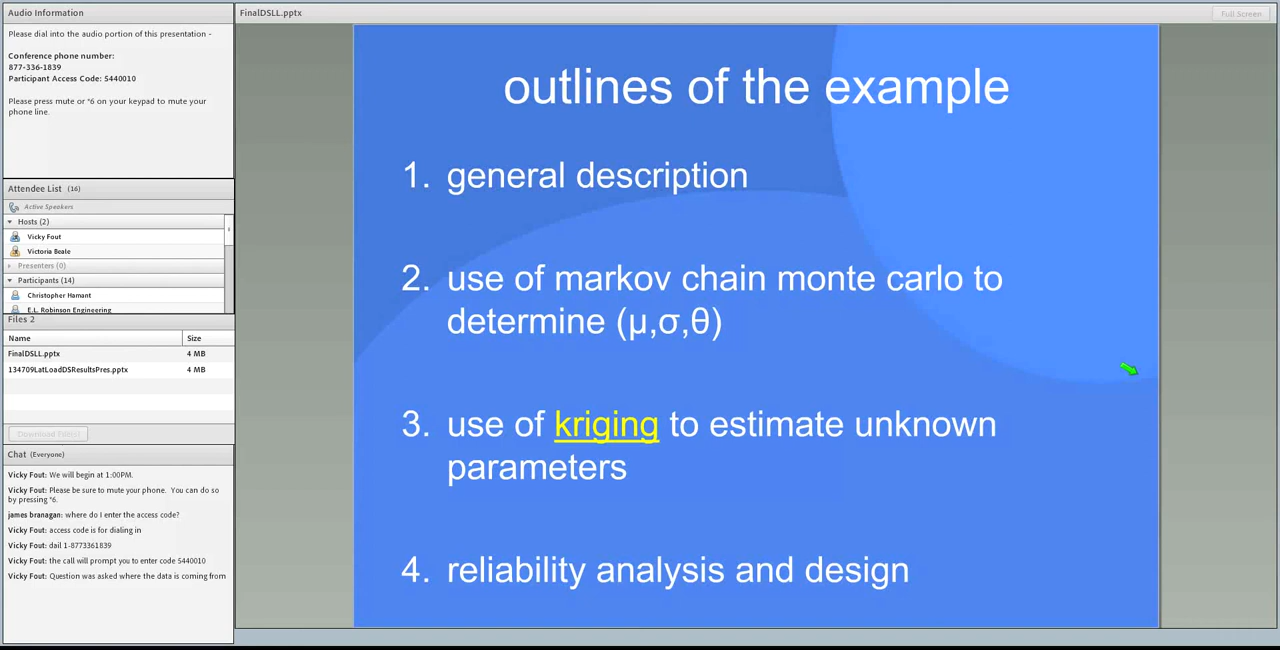 Audio Information
Please dial into the audio portion of this presentation -
Conference phone number:
877-336-1839
Participant Access Code: 5440010
Please press mute or *6 on your keypad to mute your
phone line.
Attendee List (16)
Active Speakers
Hosts (2)
Vicky Fout
Victoria Beale
Presenters (0)
Participants (14)
Christopher Hamant
E.L. Robinson Engineering
Files 2
Name Size
FinalDSLL.pptx 4 MB
134709LatLoadDSResultsPres.pptx 4 MB
Download File(s)
Chat (Everyone)
Vicky Fout: We will begin at 1:00PM.
Vicky Fout: Please be sure to mute your phone. You can do so
by pressing *6.
james branagan: where do I enter the access code?
Vicky Fout: access code is for dialing in
Vicky Fout: dail 1-8773361839
Vicky Fout: the call will prompt you to enter code 5440010
Vicky Fout: Question was asked where the data is coming from
FinalDSLL.pptx
Full Screen
outlines of the example
1. general description
2. use of markov chain monte carlo to
determine (μ,σ,θ)
3. use of kriging to estimate unknown
parameters
4. reliability analysis and design